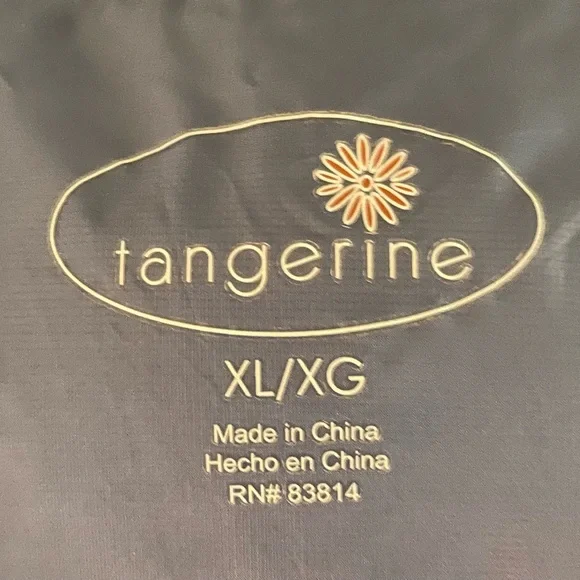 tangerine
XL/XG
Made in China
Hecho en China
RN# 83814